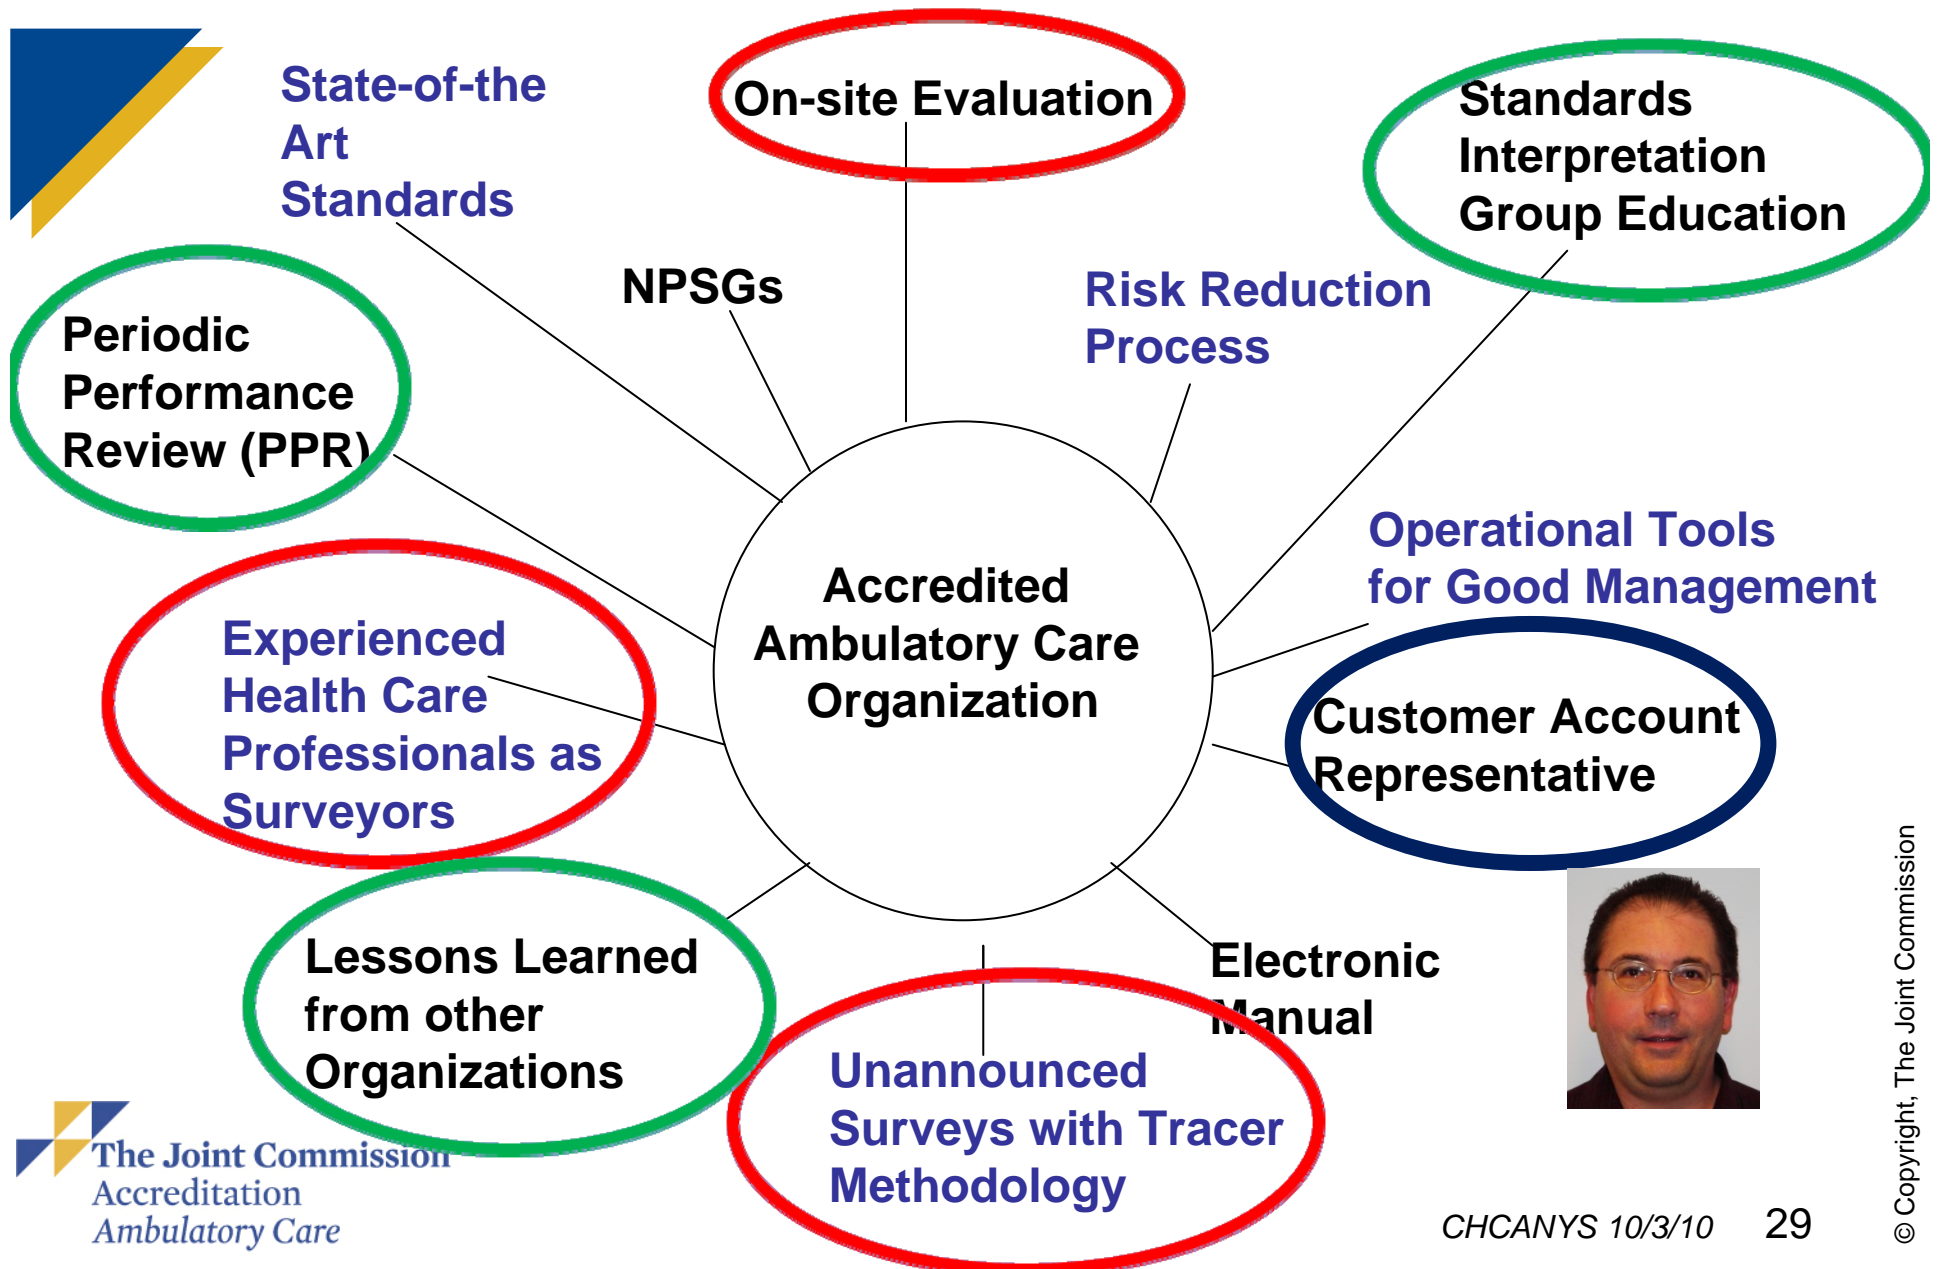 State-of-the
Art
Standards
On-site Evaluation
Standards
Interpretation
Group Education
NPSGs
Risk Reduction
Process
Periodic
Performance
Review (PPR)
Operational Tools
for Good Management
Accredited
Ambulatory Care
Organization
Experienced
Health Care
Professionals as
Surveyors
Customer Account
Representative
Lessons Learned
from other
Organizations
Electronic
Manual
Unannounced
Surveys with Tracer
Methodology
The Joint Commission
Accreditation
Ambulatory Care
CHCANYS 10/3/10 29
© Copyright, The Joint Commission